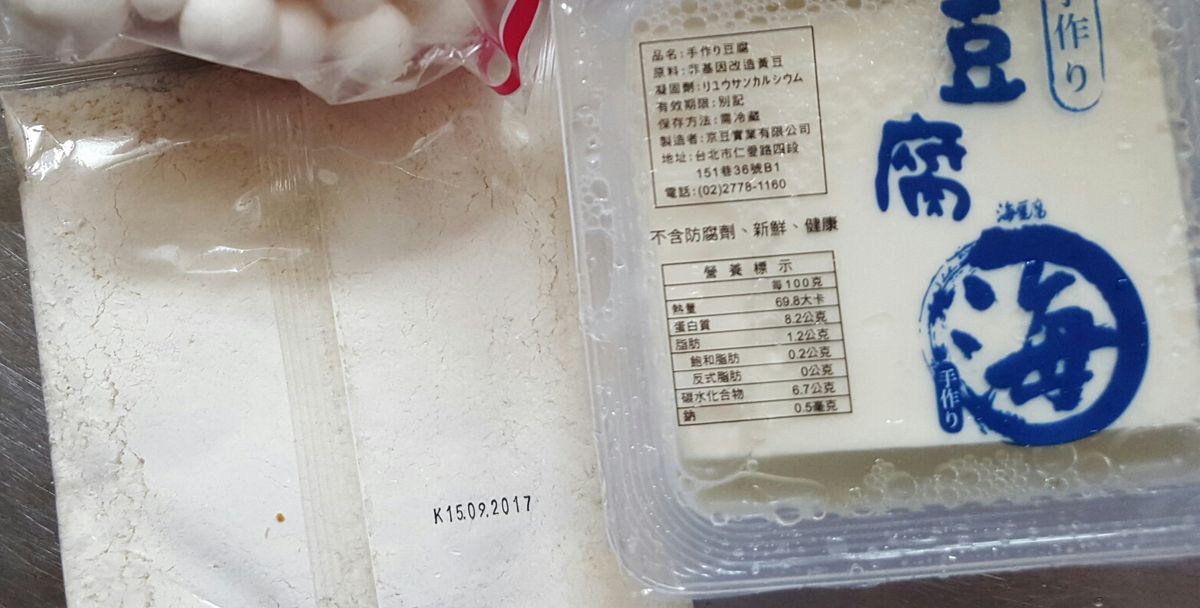 品名:手作り豆腐
原料:非基因改造黃豆
凝固劑:リュウサンカルシウム
有效期限:別記
保存方法:需冷藏
製造者:京豆實業有限公司
地址:台北市仁愛路四段
151巷36號B1
電話:(02)2778-1160
不含防腐劑、新鮮、健康
營養標示
每100克
熱量 69.8大卡
蛋白質 8.2公克
脂肪 1.2公克
飽和脂肪 0.2公克
反式脂肪 0公克
碳水化合物 6.7公克
鈉 0.5毫克
手作り
豆腐
海
手作り
K15.09.2017